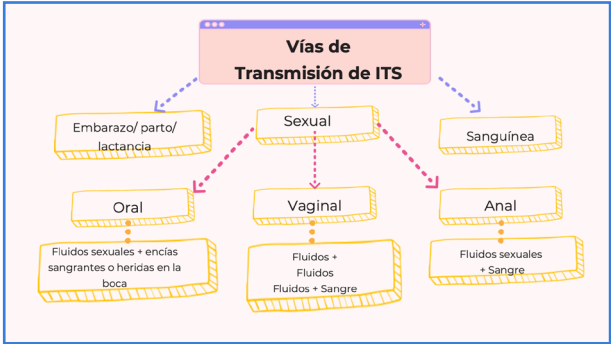 Vías de
Transmisión de ITS
Embarazo/ parto/
lactancia
Sexual
Sanguínea
Oral
Vaginal
Anal
Fluidos sexuales + encías
sangrantes o heridas en la
boca
Fluidos +
Fluidos
Fluidos + Sangre
Fluidos sexuales
+ Sangre